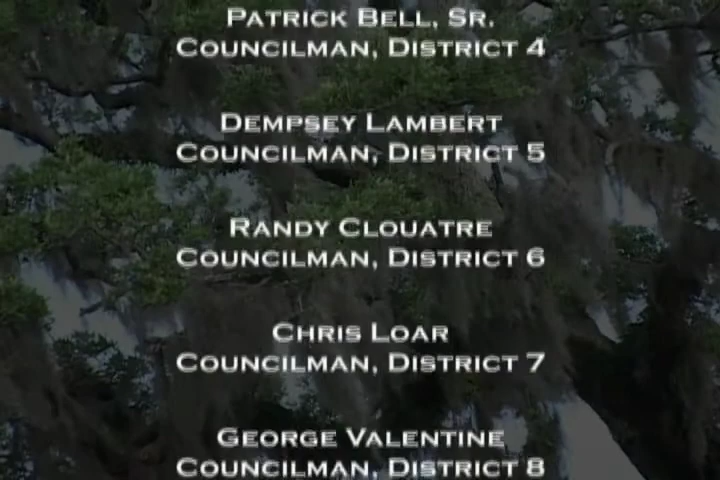 Patrick Bell, Sr.
Councilman, District 4
Dempsey Lambert
Councilman, District 5
Randy Clouatre
Councilman, District 6
Chris Loar
Councilman, District 7
George Valentine
Councilman, District 8